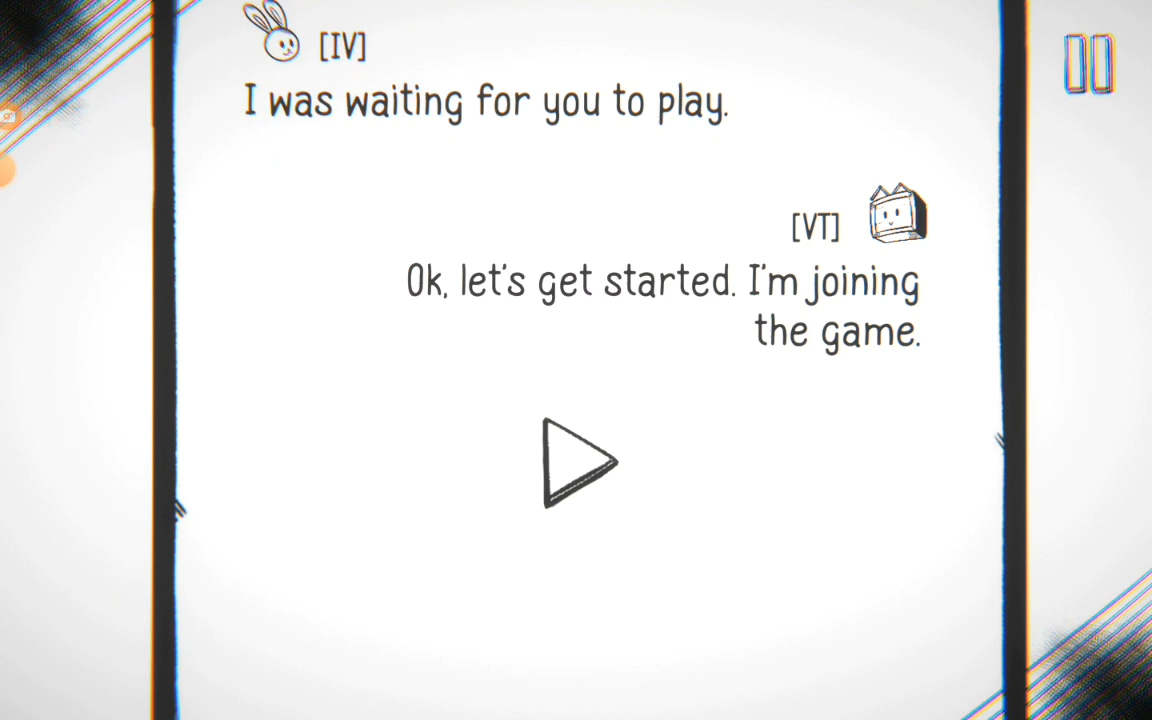 [IV]
I was waiting for you to play.
[VT]
Ok, let's get started. I'm joining
the game.